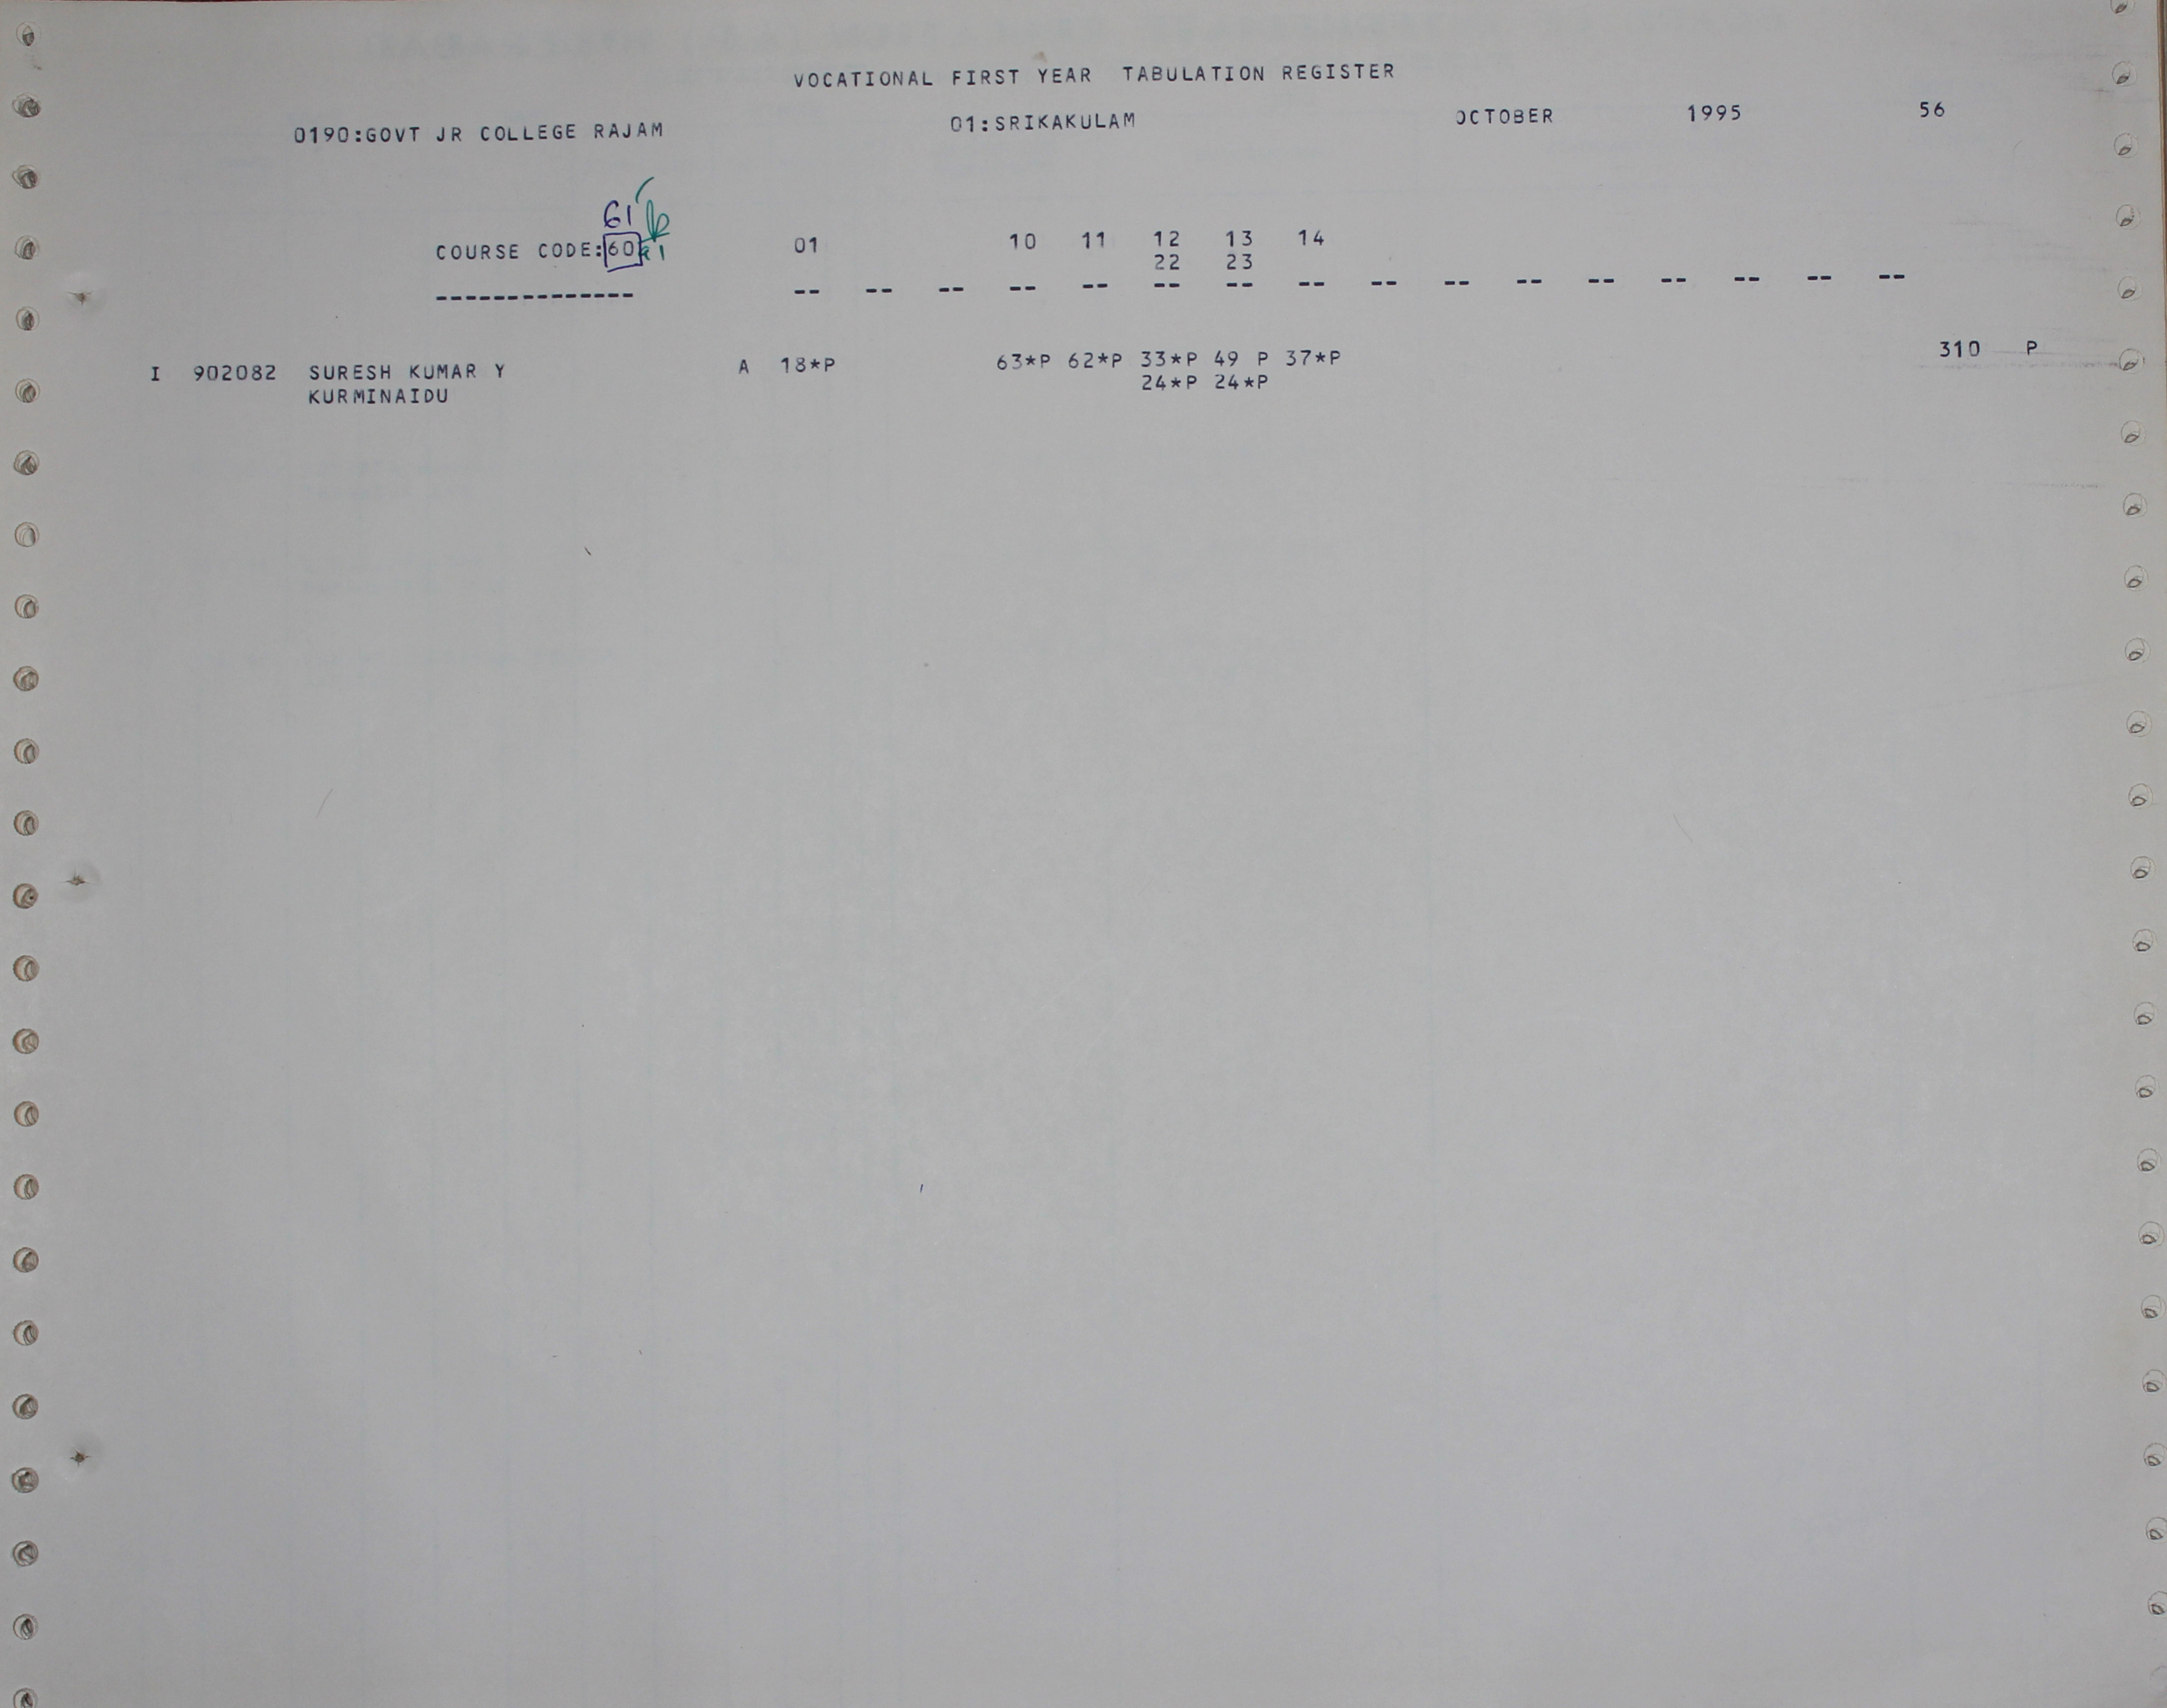 VOCATIONAL FIRST YEAR TABULATION REGISTER
0190:GOVT JR COLLEGE RAJAM 01:SRIKAKULAM OCTOBER 1995 56
61
COURSE CODE:60 61 01 10 11 12 13 14
22 23
-------------- -- -- -- -- -- -- -- -- -- -- -- -- -- -- -- --
I 902082 SURESH KUMAR Y A 18*P 63*P 62*P 33*P 49 P 37*P 310 P
KURMINAIDU 24*P 24*P